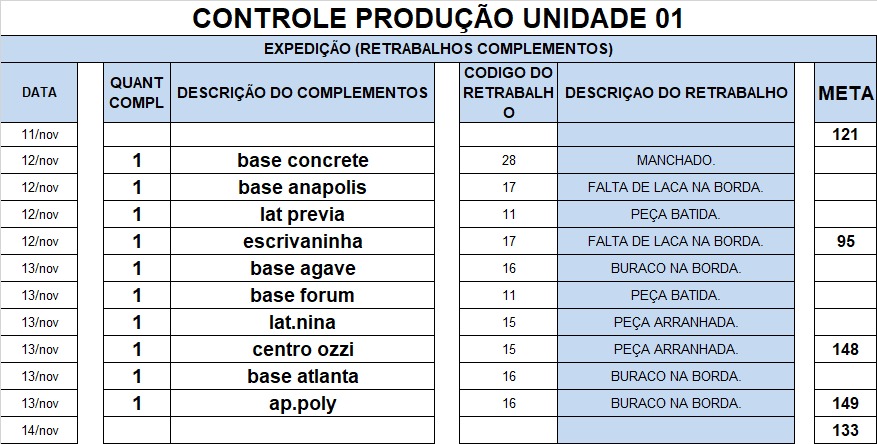 CONTROLE PRODUÇÃO UNIDADE 01
EXPEDIÇÃO (RETRABALHOS COMPLEMENTOS)
DATA QUANT COMPL DESCRIÇÃO DO COMPLEMENTOS CODIGO DO RETRABALHO DESCRIÇAO DO RETRABALHO META
11/nov 121
12/nov 1 base concrete 28 MANCHADO.
12/nov 1 base anapolis 17 FALTA DE LACA NA BORDA.
12/nov 1 lat previa 11 PEÇA BATIDA.
12/nov 1 escrivaninha 17 FALTA DE LACA NA BORDA. 95
13/nov 1 base agave 16 BURACO NA BORDA.
13/nov 1 base forum 11 PEÇA BATIDA.
13/nov 1 lat.nina 15 PEÇA ARRANHADA.
13/nov 1 centro ozzi 15 PEÇA ARRANHADA. 148
13/nov 1 base atlanta 16 BURACO NA BORDA.
13/nov 1 ap.poly 16 BURACO NA BORDA. 149
14/nov 133